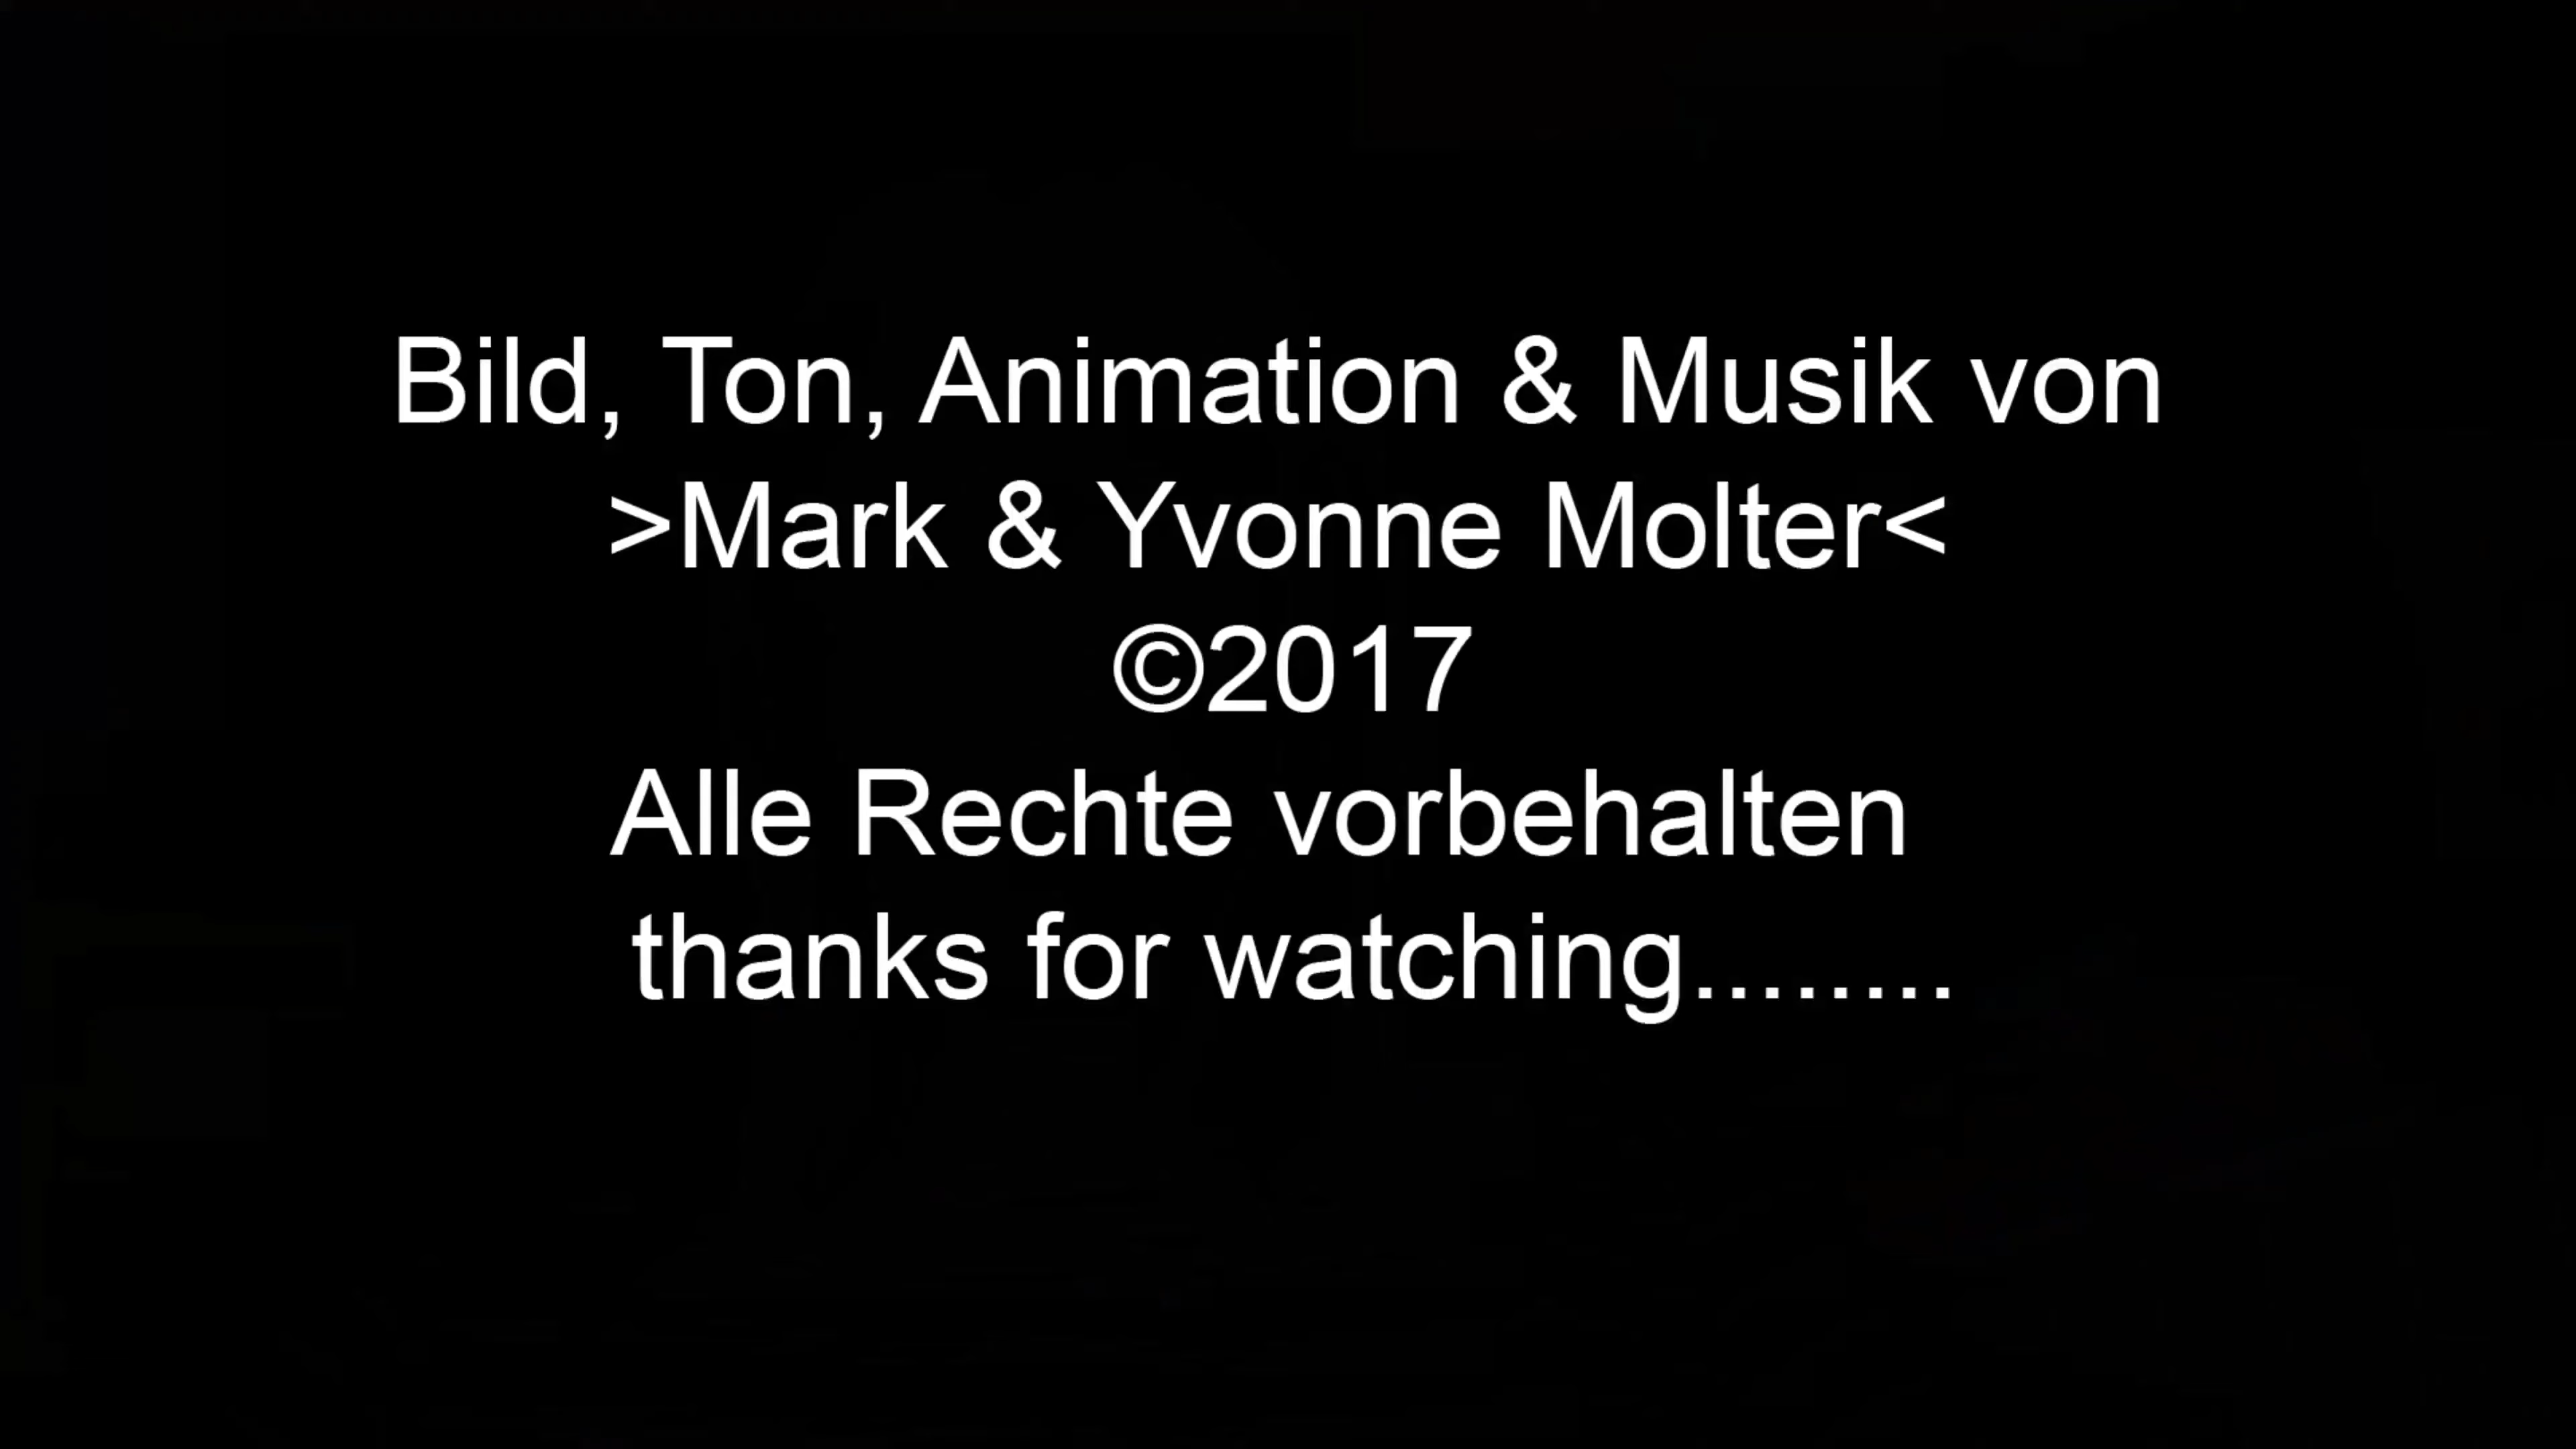 Bild, Ton, Animation & Musik von
>Mark & Yvonne Molter<
©2017
Alle Rechte vorbehalten
thanks for watching........